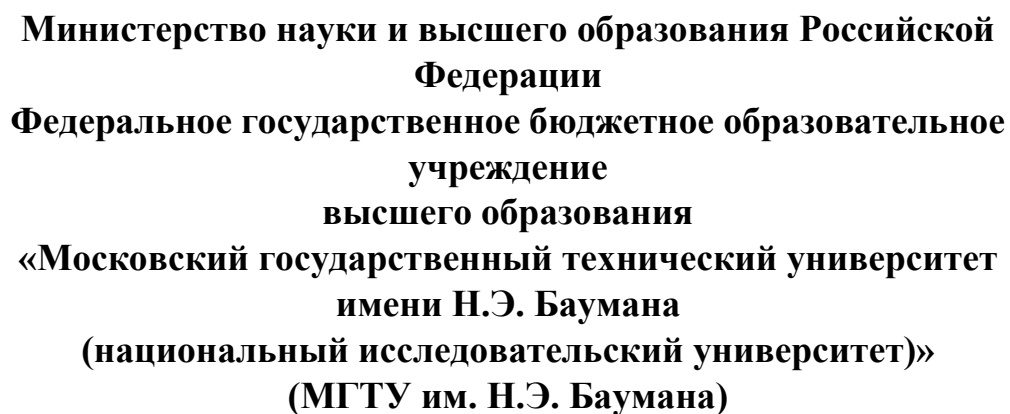 Министерство науки и высшего образования Российской
Федерации
Федеральное государственное бюджетное образовательное
учреждение
высшего образования
«Московский государственный технический университет
имени Н.Э. Баумана
(национальный исследовательский университет)»
(МГТУ им. Н.Э. Баумана)